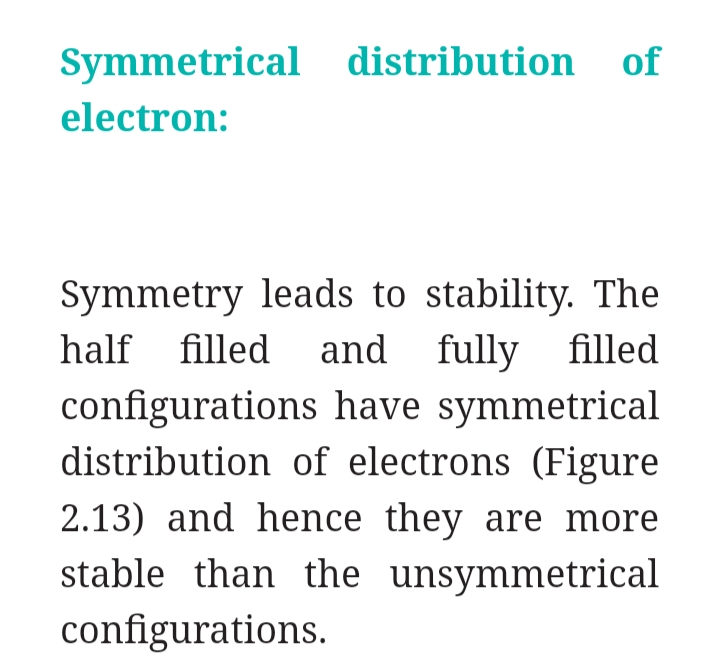 Symmetrical distribution of
electron:
Symmetry leads to stability. The
half filled and fully filled
configurations have symmetrical
distribution of electrons (Figure
2.13) and hence they are more
stable than the unsymmetrical
configurations.